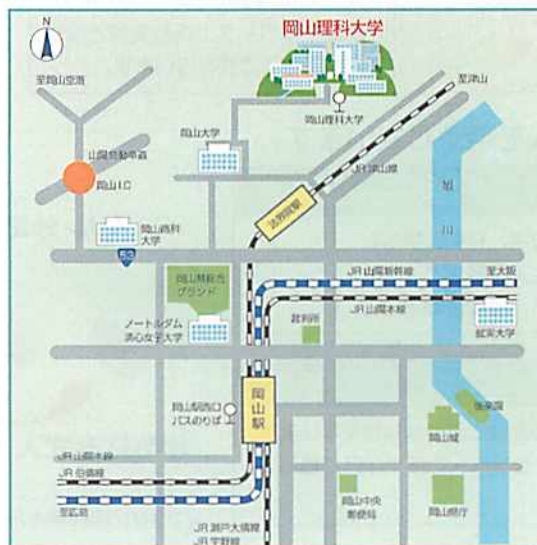 N
岡山理科大学
至岡山空港
至津山
岡山理科大学
岡山大学
山陽自動車道
JR津山線
旭川
岡山I.C
法界院駅
岡山商科
大学
53
岡山県総合
グランド
JR山陽新幹線
至大阪
JR山陽本線
ノートルダム
清心女子大学
裁判所
就実大学
岡山駅
岡山駅西口
バスのりば
後楽園
岡山城
JR山陽本線
JR伯備線
至広島
岡山中央
郵便局
岡山県庁
JR瀬戸大橋線
JR宇野線